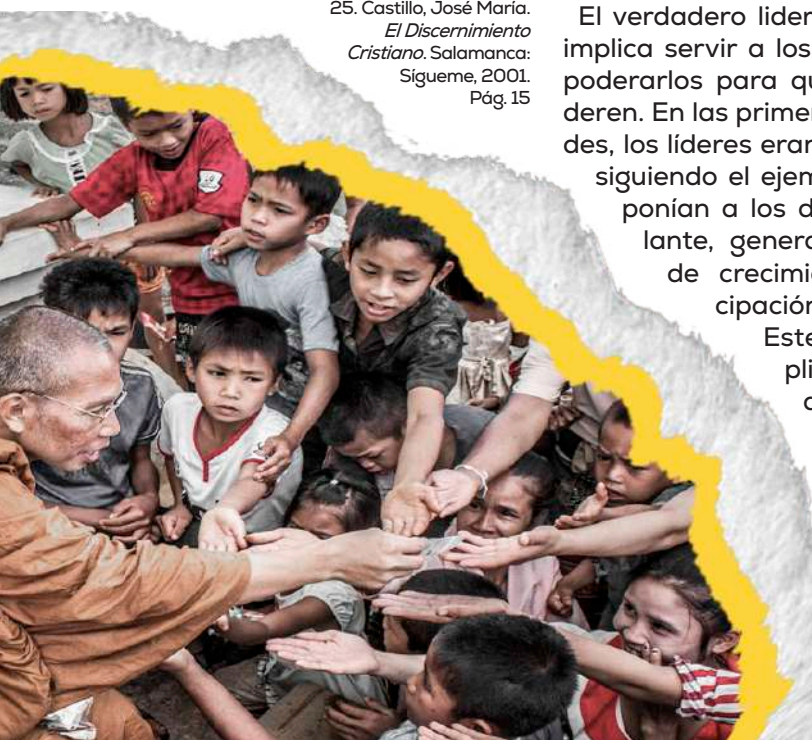 25. Castillo, José María.
El Discernimiento
Cristiano. Salamanca:
Sígueme, 2001.
Pág. 15
El verdadero lider
implica servir a los
poderarlos para qu
deren. En las primer
des, los líderes eran
siguiendo el ejem
ponían a los d
lante, genera
de crecimi
cipación
Este
pli